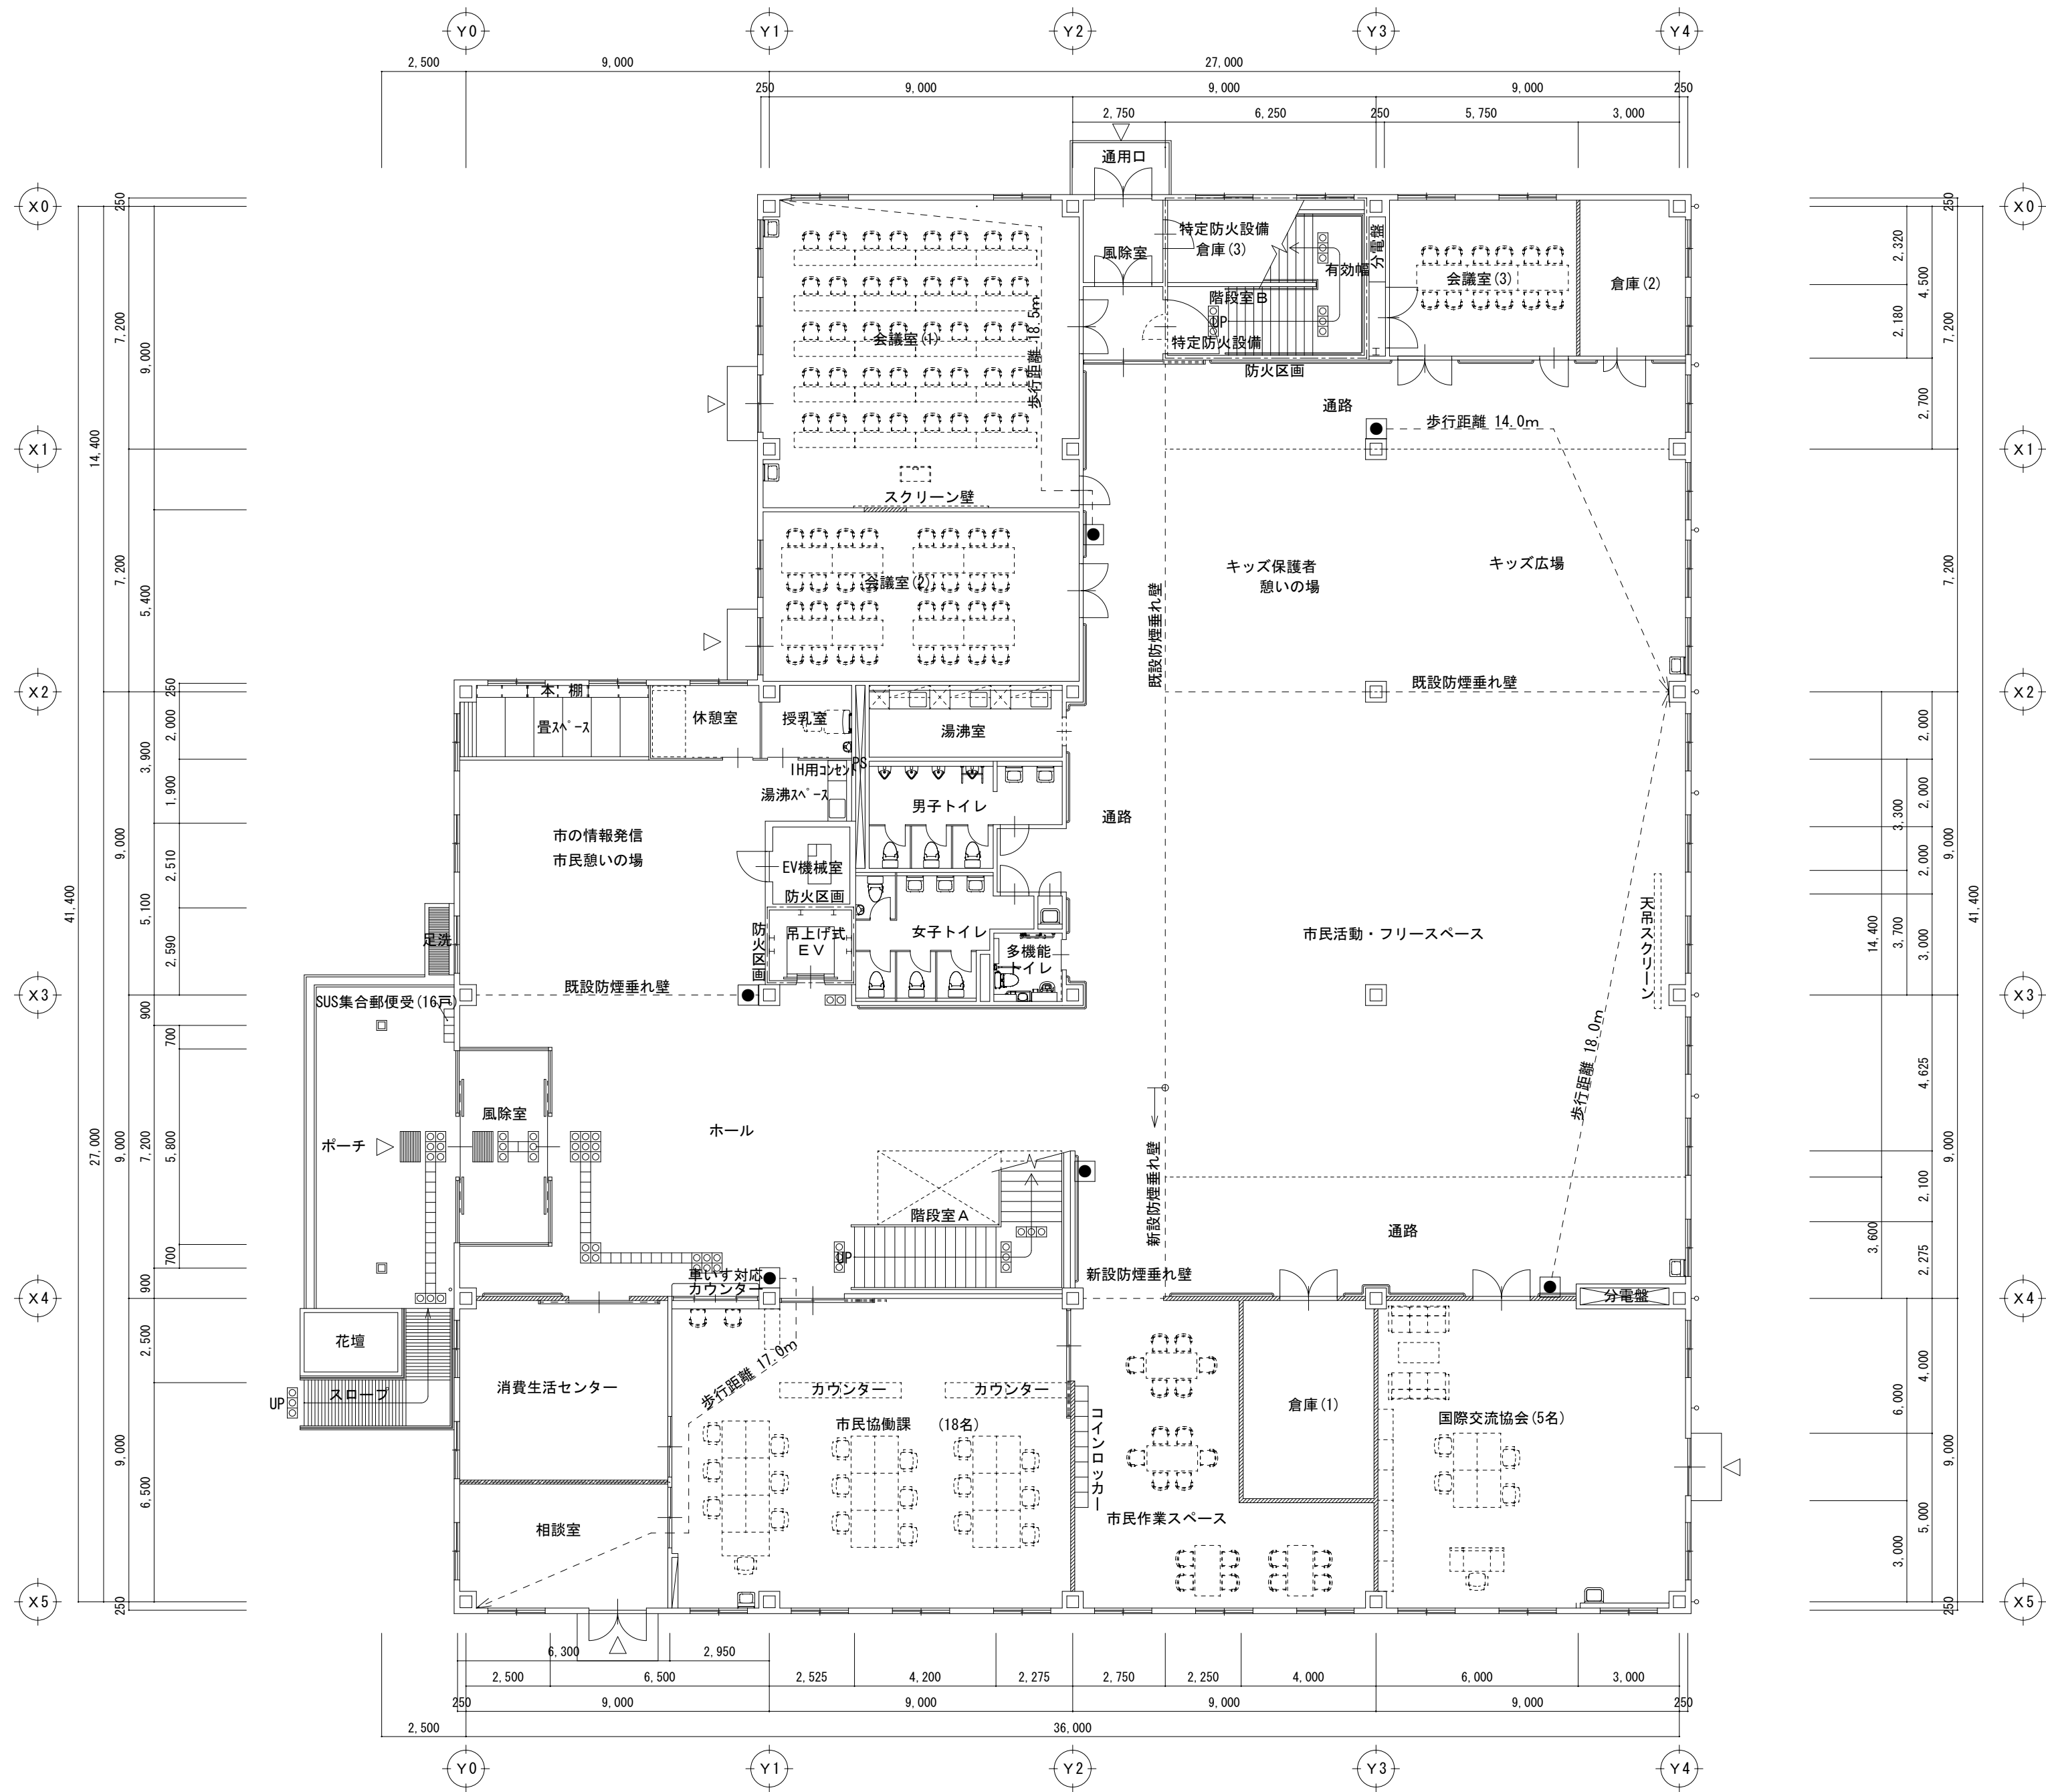 Y0 Y1 Y2 Y3 Y4
2,500 9,000 27,000
250 9,000 9,000 9,000 250
2,750 6,250 250 5,750 3,000
通用口
X0 X0
特定防火設備
倉庫(3)
風除室
分電盤
有効幅
会議室(3)
倉庫(2)
階段室B
UP
特定防火設備
防火区画
会議室(1)
歩行距離 18.5m
通路
歩行距離 14.0m
X1 X1
スクリーン壁
会議室(2)
キッズ保護者
憩いの場
キッズ広場
既設防煙垂れ壁
既設防煙垂れ壁
X2 X2
本棚
畳スペース
休憩室
授乳室
湯沸室
IH用コンセント
PS
湯沸スペース
男子トイレ
通路
市の情報発信
市民憩いの場
EV機械室
防火区画
防火区画
吊上げ式
EV
女子トイレ
多機能
トイレ
市民活動・フリースペース
天吊スクリーン
足洗
既設防煙垂れ壁
X3 X3
SUS集合郵便受(16戸)
風除室
ポーチ
ホール
歩行距離 18.0m
新設防煙垂れ壁
階段室A
UP
通路
車いす対応
カウンター
新設防煙垂れ壁
分電盤
X4 X4
花壇
スロープ
UP
消費生活センター
歩行距離 17.0m
カウンター
カウンター
市民協働課 (18名)
コインロッカー
倉庫(1)
国際交流協会(5名)
相談室
市民作業スペース
X5 X5
250
7,200
9,000
14,400
7,200
5,400
250
2,000
3,900
1,900
9,000
2,510
5,100
41,400
2,590
900
700
27,000
9,000
7,200
5,800
700
900
2,500
9,000
6,500
250
250
2,320
4,500
2,180
7,200
2,700
7,200
2,000
3,300
2,000
2,000
9,000
14,400
3,700
3,000
41,400
4,625
9,000
2,100
3,600
2,275
4,000
6,000
9,000
5,000
3,000
250
6,300 2,950
2,500 6,500 2,525 4,200 2,275 2,750 2,250 4,000 6,000 3,000
250 9,000 9,000 9,000 9,000 250
2,500 36,000
Y0 Y1 Y2 Y3 Y4